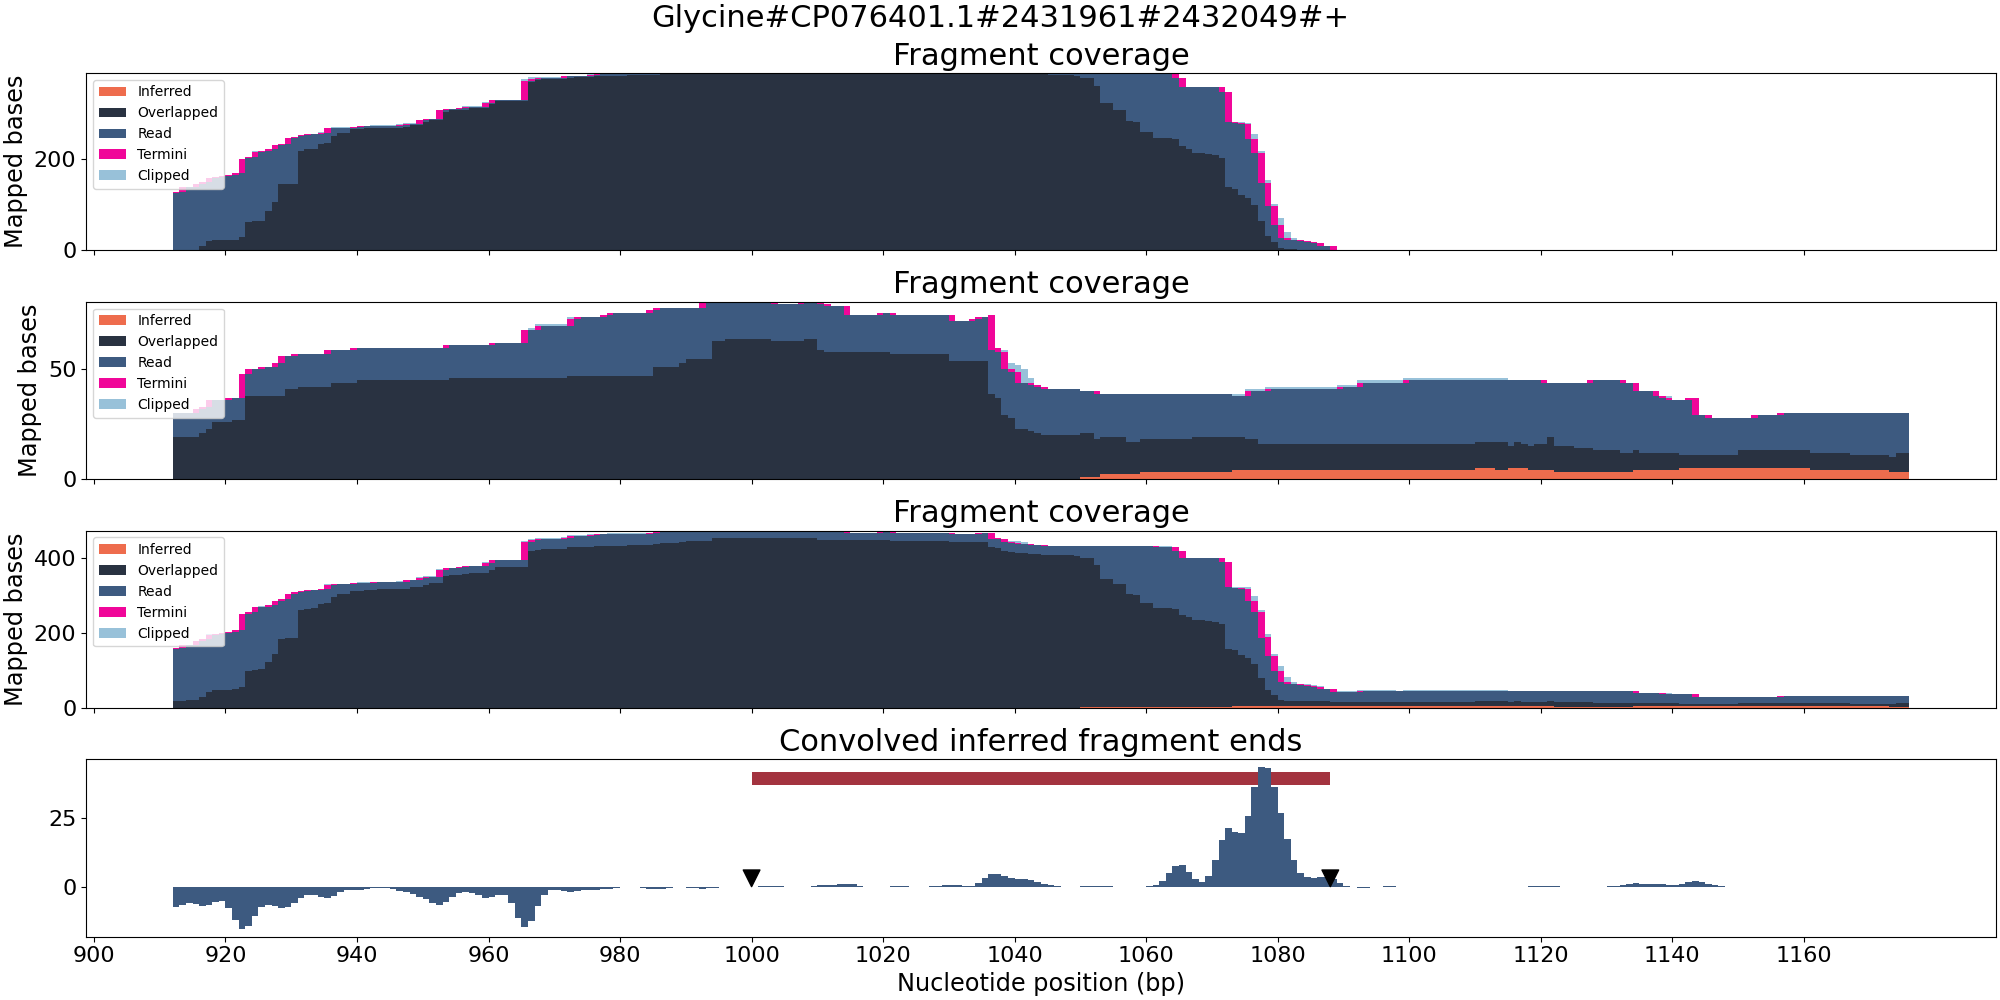 Glycine#CP076401.1#2431961#2432049#+
Fragment coverage
Mapped bases
200
0
Inferred
Overlapped
Read
Termini
Clipped
Fragment coverage
Mapped bases
50
0
Inferred
Overlapped
Read
Termini
Clipped
Fragment coverage
Mapped bases
400
200
0
Inferred
Overlapped
Read
Termini
Clipped
Convolved inferred fragment ends
25
0
900 920 940 960 980 1000 1020 1040 1060 1080 1100 1120 1140 1160
Nucleotide position (bp)